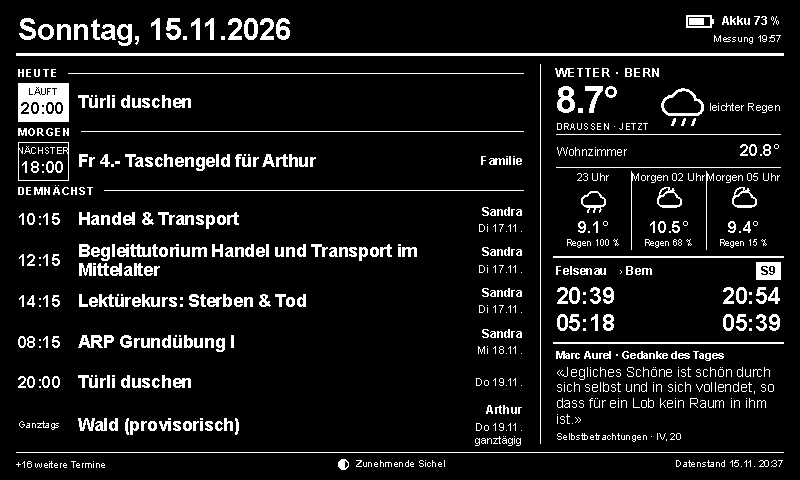 Sonntag, 15.11.2026
Akku 73 %
Messung 19:57
HEUTE
LÄUFT
20:00
Türli duschen
MORGEN
NÄCHSTER
18:00
Fr 4.- Taschengeld für Arthur
Familie
DEMNÄCHST
10:15
Handel & Transport
Sandra
Di 17.11.
12:15
Begleittutorium Handel und Transport im
Mittelalter
Sandra
Di 17.11.
14:15
Lektürekurs: Sterben & Tod
Sandra
Di 17.11.
08:15
ARP Grundübung I
Sandra
Mi 18.11.
20:00
Türli duschen
Do 19.11.
Ganztags
Wald (provisorisch)
Arthur
Do 19.11.
ganztägig
WETTER · BERN
8.7°
leichter Regen
DRAUSSEN · JETZT
Wohnzimmer
20.8°
23 Uhr
Morgen 02 Uhr
Morgen 05 Uhr
9.1°
10.5°
9.4°
Regen 100 %
Regen 68 %
Regen 15 %
Felsenau → Bern
S9
20:39
20:54
05:18
05:39
Marc Aurel · Gedanke des Tages
«Jegliches Schöne ist schön durch
sich selbst und in sich vollendet, so
dass für ein Lob kein Raum in ihm
ist.»
Selbstbetrachtungen · IV, 20
+16 weitere Termine
Zunehmende Sichel
Datenstand 15.11. 20:37